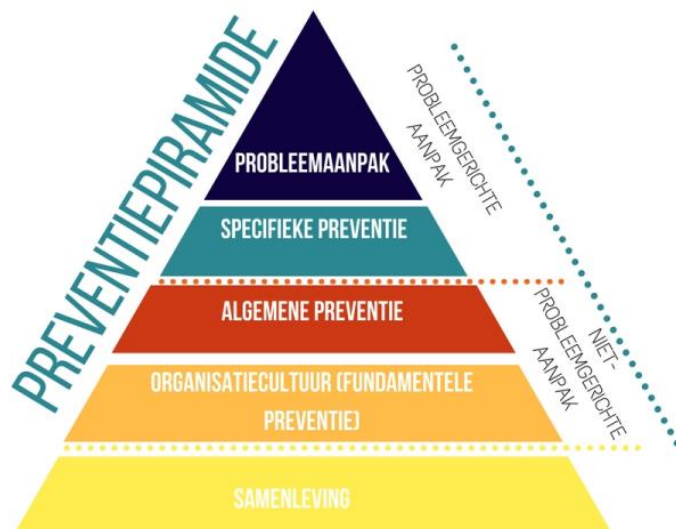 PREVENTIEPIRAMIDE
PROBLEEMAANPAK
SPECIFIEKE PREVENTIE
ALGEMENE PREVENTIE
ORGANISATIECULTUUR (FUNDAMENTELE
PREVENTIE)
SAMENLEVING
PROBLEEMGERICHTE
AANPAK
NIET-
PROBLEEMGERICHTE
AANPAK